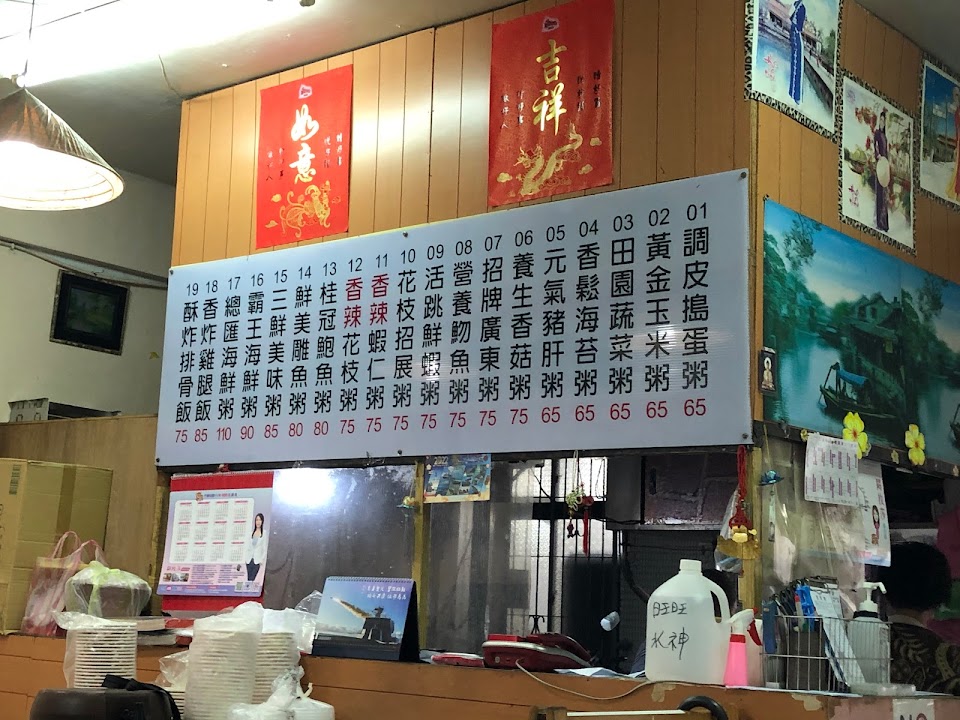 吉祥
如意
01 調皮搗蛋粥 65
02 黃金玉米粥 65
03 田園蔬菜粥 65
04 香鬆海苔粥 65
05 元氣豬肝粥 65
06 養生香菇粥 75
07 招牌廣東粥 75
08 營養魩魚粥 75
09 活跳鮮蝦粥 75
10 花枝招展粥 75
11 香辣蝦仁粥 75
12 香辣花枝粥 75
13 桂冠鮑魚粥 80
14 鮮美雕魚粥 80
15 三鮮美味粥 85
16 霸王海鮮粥 90
17 總匯海鮮粥 110
18 香炸雞腿飯 85
19 酥炸排骨飯 75
2022
旺旺
水神